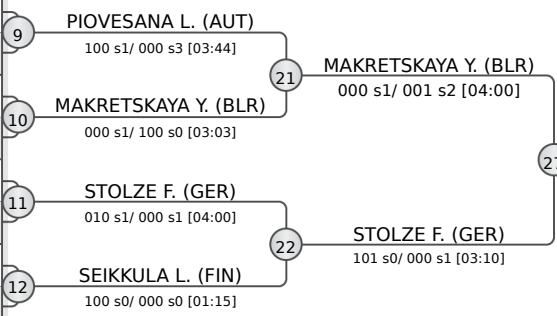 PIOVESANA L. (AUT)
9
100 s1/ 000 s3 [03:44]
21
MAKRETSKAYA Y. (BLR)
000 s1/ 001 s2 [04:00]
MAKRETSKAYA Y. (BLR)
10
000 s1/ 100 s0 [03:03]
27
STOLZE F. (GER)
11
010 s1/ 000 s1 [04:00]
22
STOLZE F. (GER)
101 s0/ 000 s1 [03:10]
SEIKKULA L. (FIN)
12
100 s0/ 000 s0 [01:15]